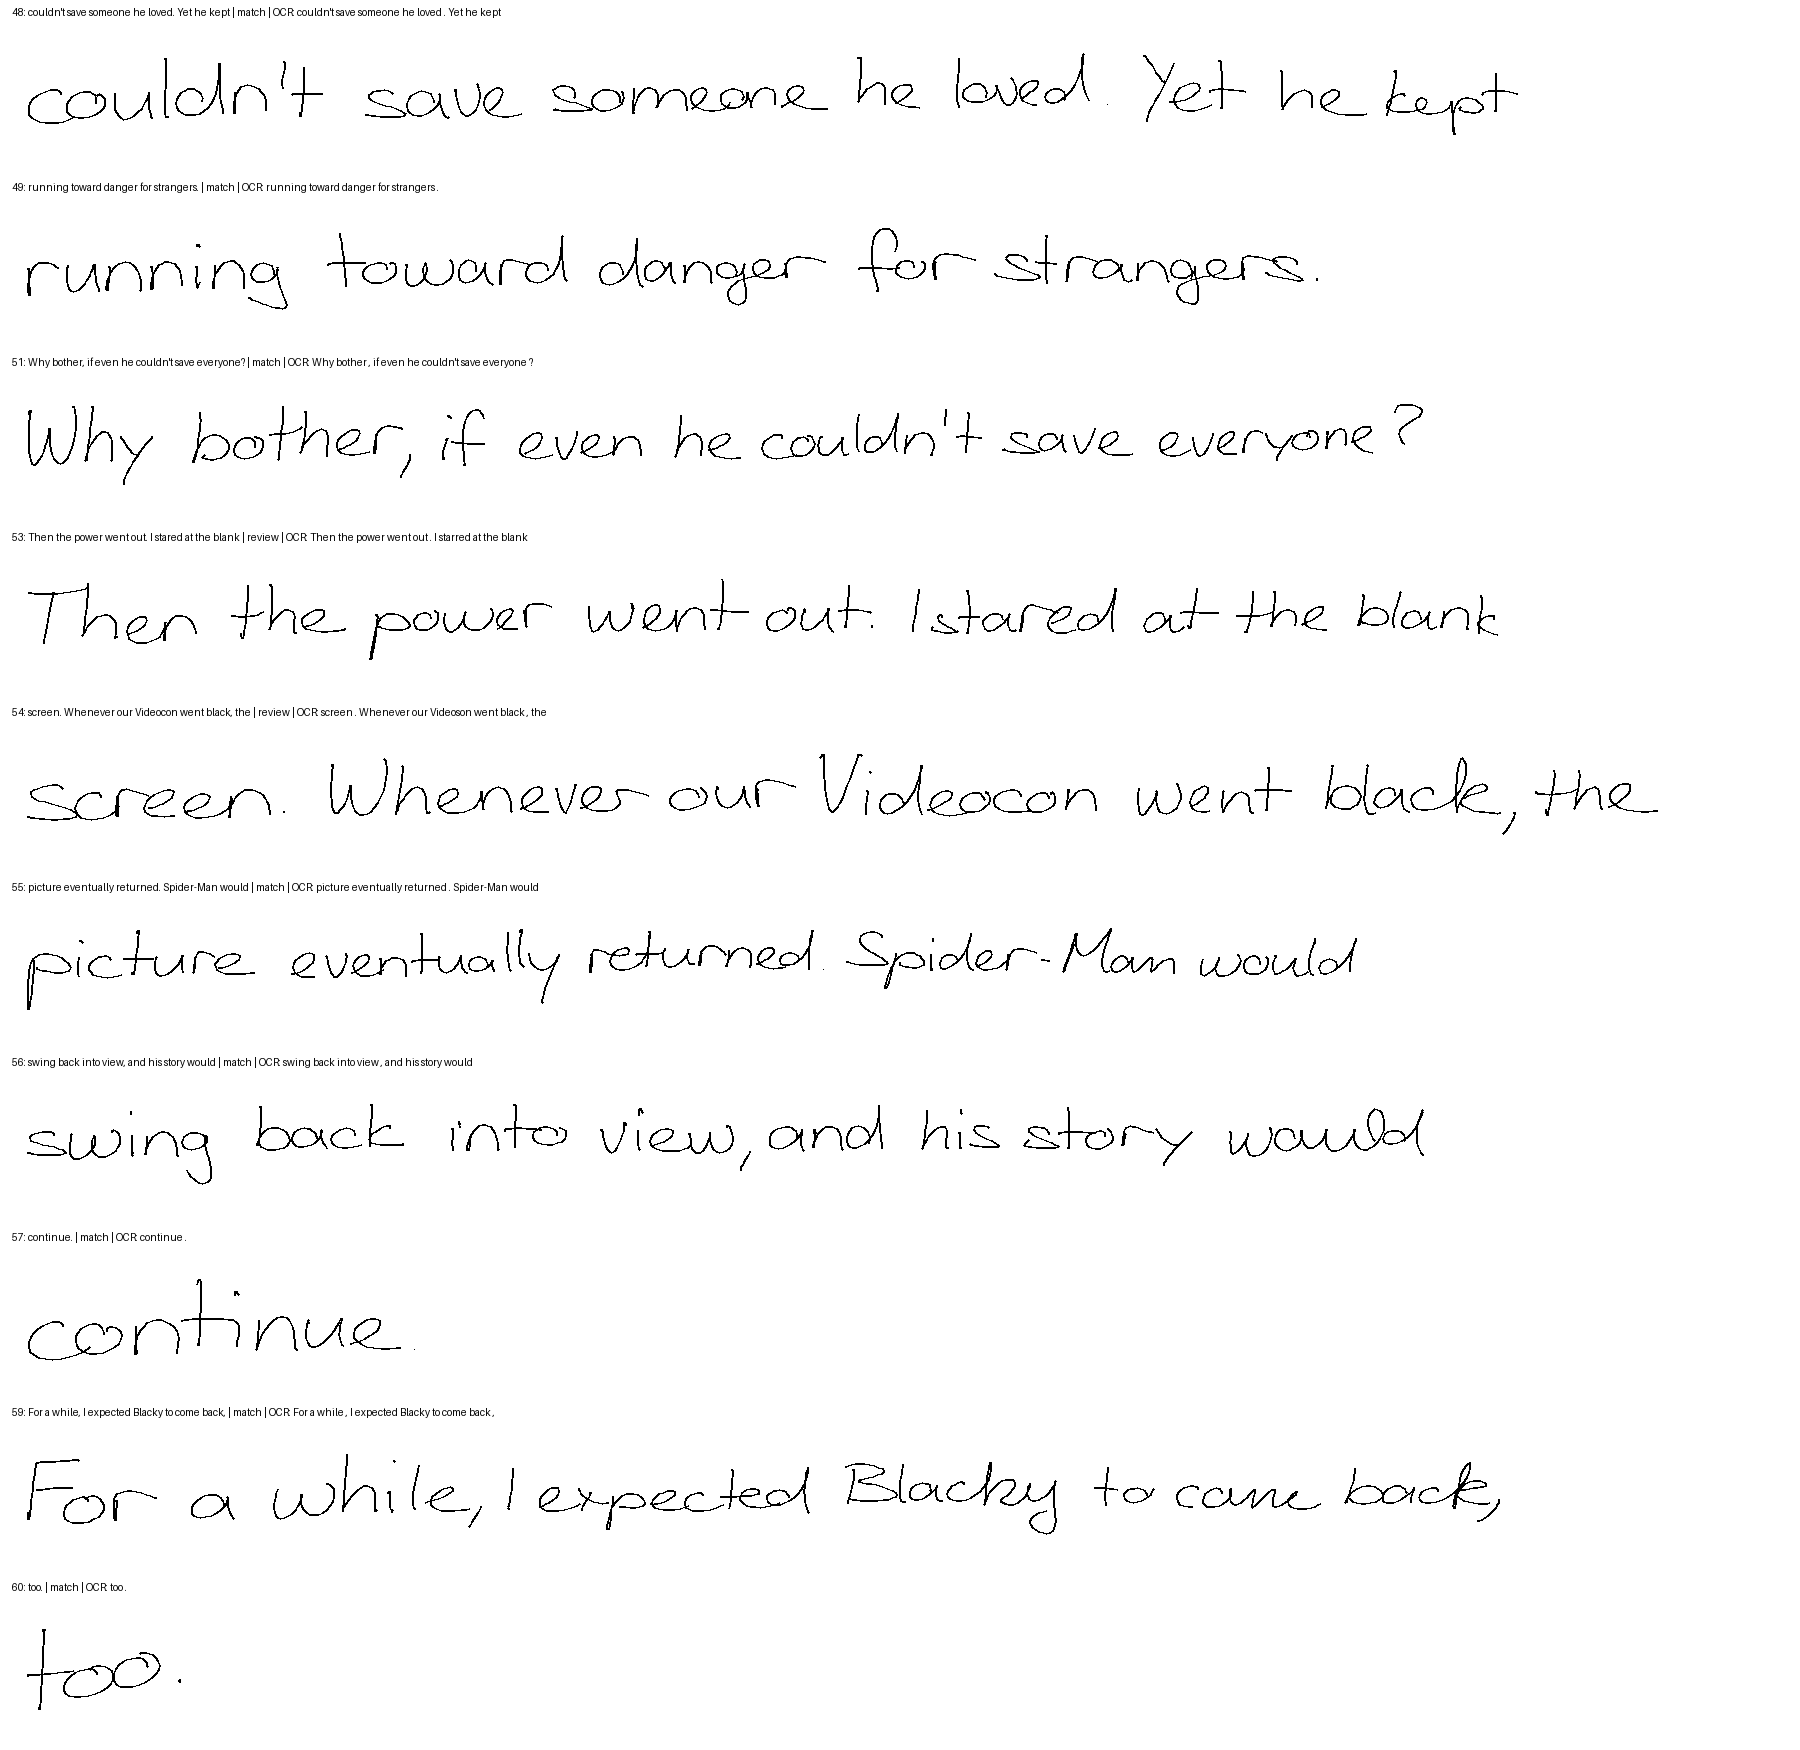 48: couldn't save someone he loved. Yet he kept | match | OCR: couldn't save someone he loved . Yet he kept
couldn't save someone he loved. Yet he kept
49: running toward danger for strangers. | match | OCR: running toward danger for strangers .
running toward danger for strangers.
51: Why bother, if even he couldn't save everyone? | match | OCR: Why bother , if even he couldn't save everyone ?
Why bother, if even he couldn't save everyone?
53: Then the power went out. I stared at the blank | review | OCR: Then the power went out . I starred at the blank
Then the power went out. I stared at the blank
54: screen. Whenever our Videocon went black, the | review | OCR: screen . Whenever our Videoson went black , the
screen. Whenever our Videocon went black, the
55: picture eventually returned. Spider-Man would | match | OCR: picture eventually returned . Spider-Man would
picture eventually returned. Spider-Man would
56: swing back into view, and his story would | match | OCR: swing back into view , and his story would
swing back into view, and his story would
57: continue. | match | OCR: continue .
continue.
59: For a while, I expected Blacky to come back, | match | OCR: For a while , I expected Blacky to come back ,
For a while, I expected Blacky to come back,
60: too. | match | OCR: too .
too.